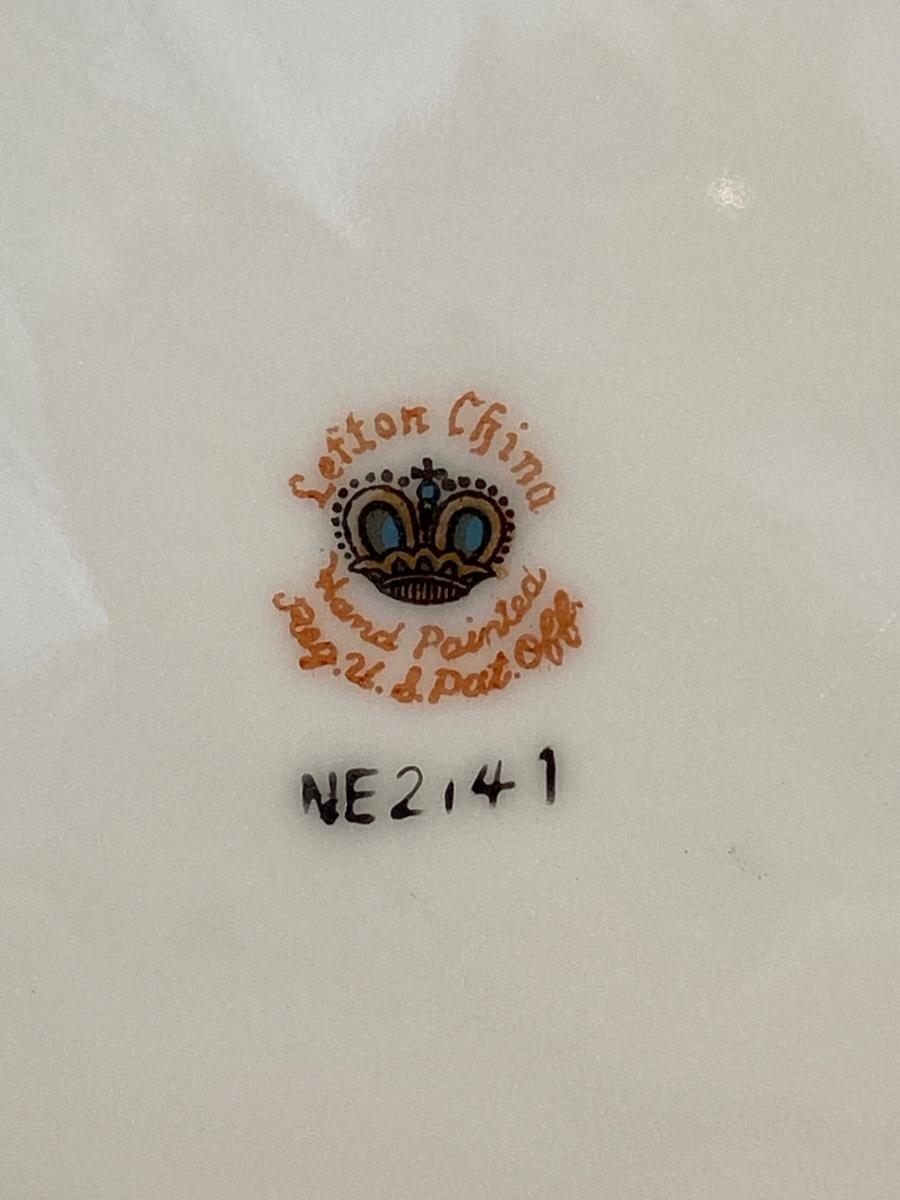 Lefton China
Hand Painted
Reg. U. S. Pat. Off.
NE2141